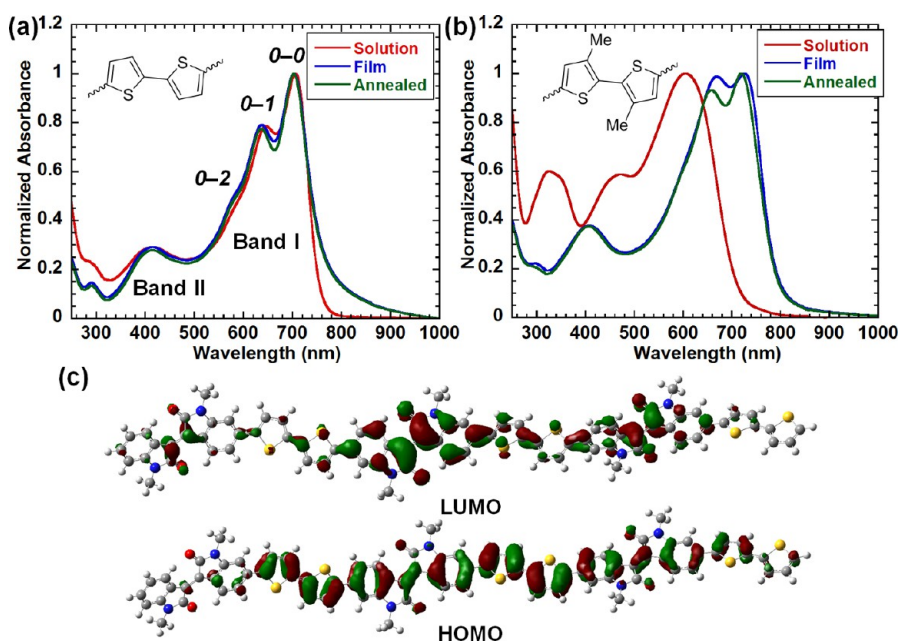 (a)
1.2
1
0.8
0.6
0.4
0.2
0
Normalized Absorbance
S
S
0–0
0–1
0–2
Solution
Film
Annealed
Band I
Band II
300 400 500 600 700 800 900 1000
Wavelength (nm)
(b)
1.2
1
0.8
0.6
0.4
0.2
0
Normalized Absorbance
Me
S
S
Me
Solution
Film
Annealed
300 400 500 600 700 800 900 1000
Wavelength (nm)
(c)
LUMO
HOMO